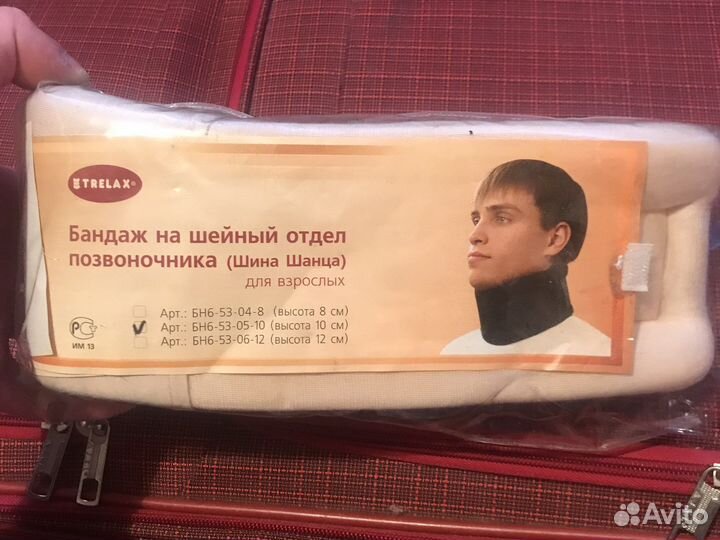 TRELAX
Бандаж на шейный отдел
позвоночника (Шина Шанца)
для взрослых
Арт.: БН6-53-04-8 (высота 8 см)
Арт.: БН6-53-05-10 (высота 10 см)
Арт.: БН6-53-06-12 (высота 12 см)
ИМ 13
Avito